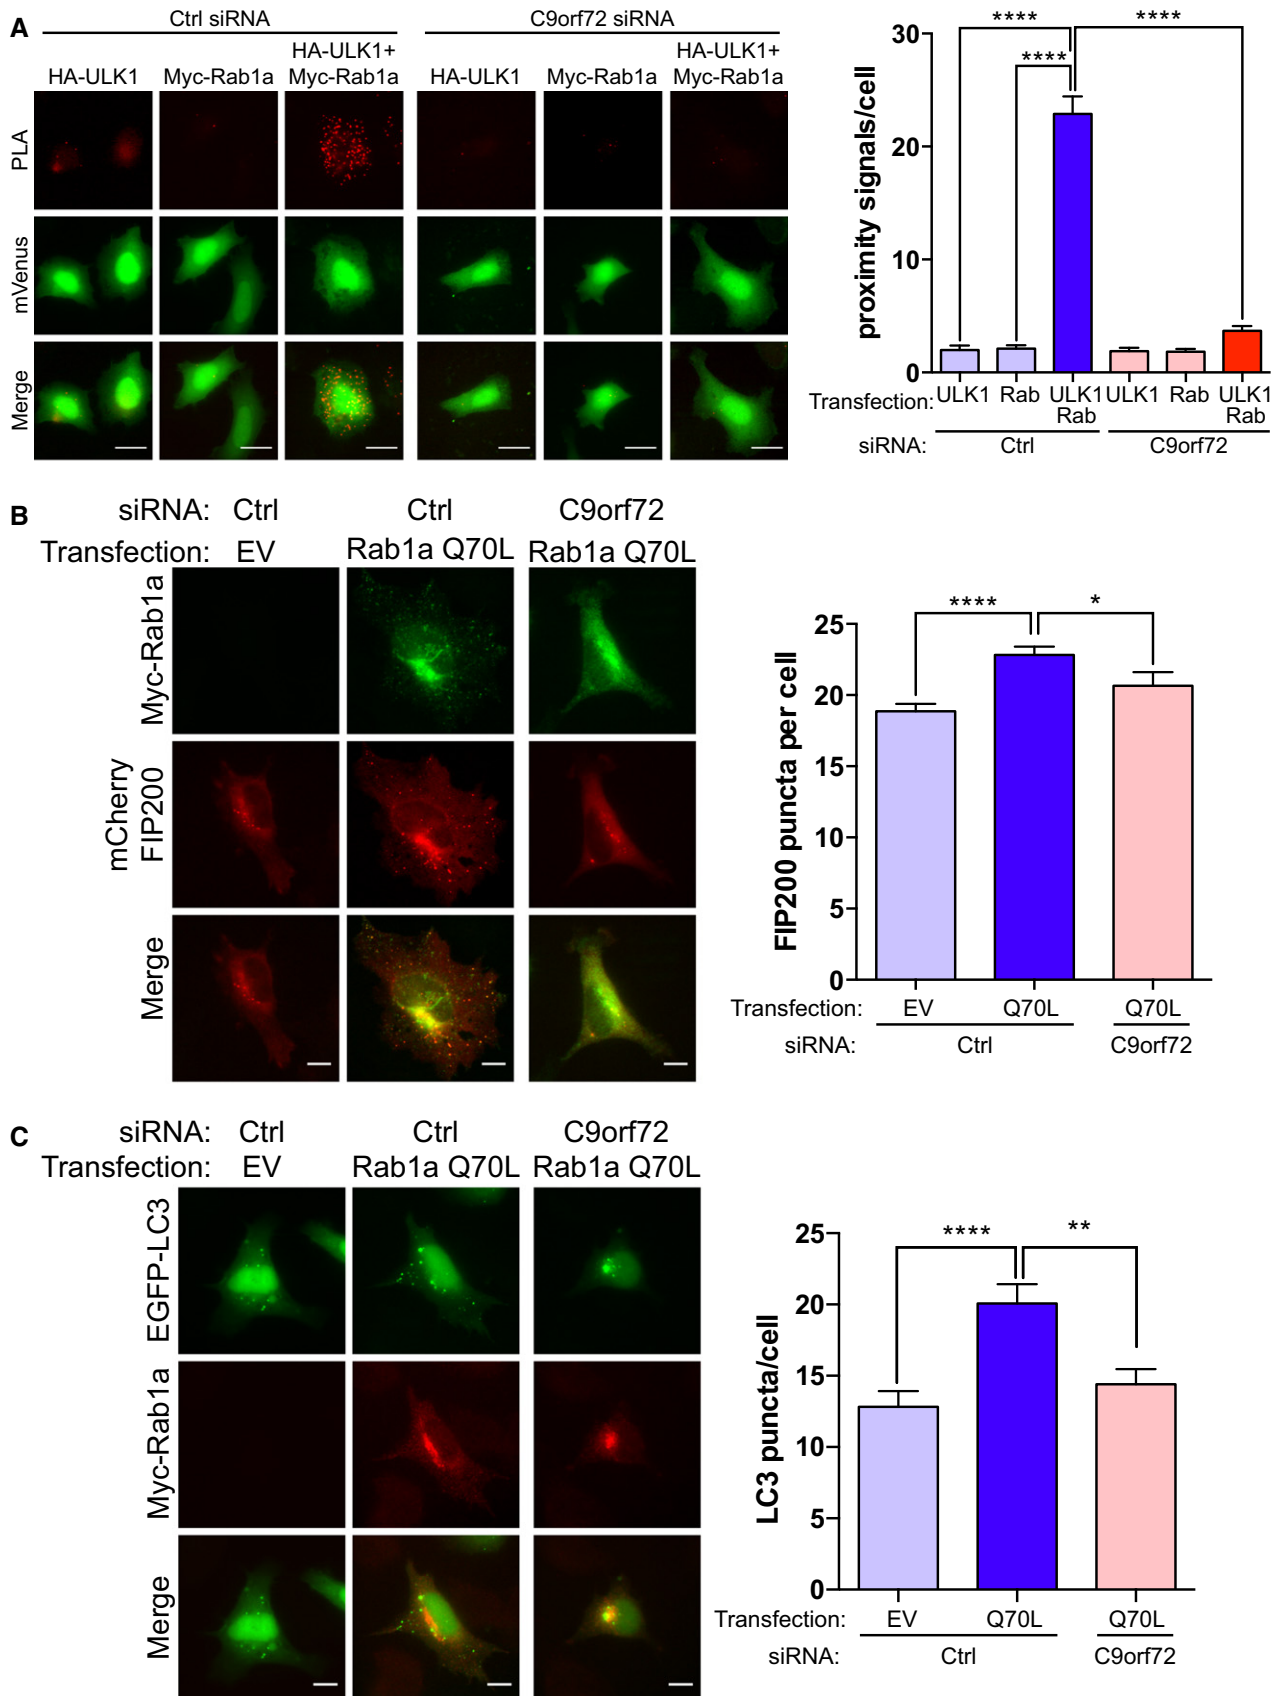 A
Ctrl siRNA
C9orf72 siRNA
HA-ULK1
Myc-Rab1a
HA-ULK1+
Myc-Rab1a
HA-ULK1
Myc-Rab1a
HA-ULK1+
Myc-Rab1a
PLA
mVenus
Merge
proximity signals/cell
30
20
10
0
****
****
****
Transfection: ULK1 Rab ULK1 Rab ULK1 Rab ULK1 Rab
siRNA: Ctrl C9orf72
B
siRNA: Ctrl Ctrl C9orf72
Transfection: EV Rab1a Q70L Rab1a Q70L
Myc-Rab1a
mCherry
FIP200
Merge
FIP200 puncta per cell
25
20
15
10
5
0
****
*
Transfection: EV Q70L Q70L
siRNA: Ctrl C9orf72
C
siRNA: Ctrl Ctrl C9orf72
Transfection: EV Rab1a Q70L Rab1a Q70L
EGFP-LC3
Myc-Rab1a
Merge
LC3 puncta/cell
25
20
15
10
5
0
****
**
Transfection: EV Q70L Q70L
siRNA: Ctrl C9orf72